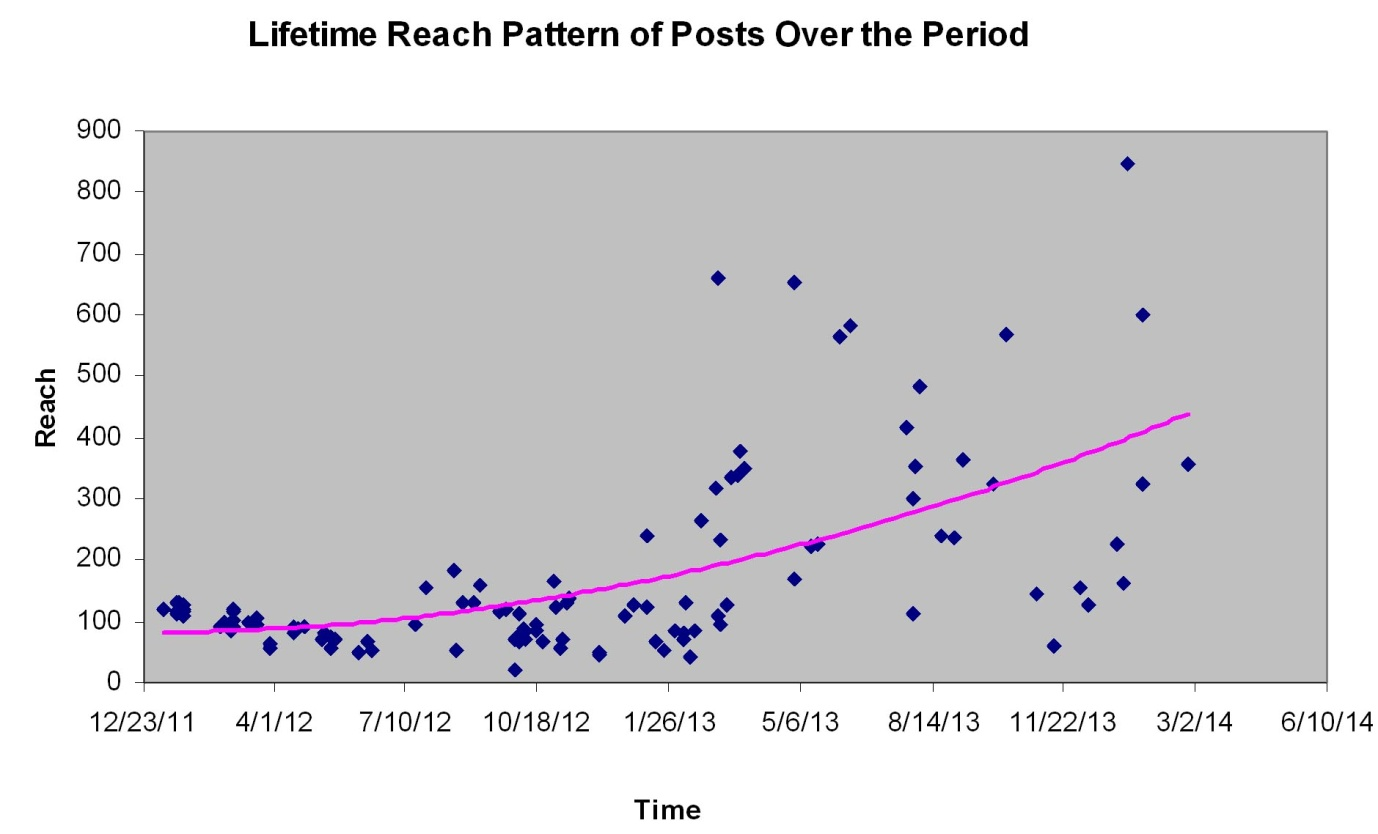 Lifetime Reach Pattern of Posts Over the Period
900
800
700
600
500
400
300
200
100
0
Reach
12/23/11 4/1/12 7/10/12 10/18/12 1/26/13 5/6/13 8/14/13 11/22/13 3/2/14 6/10/14
Time